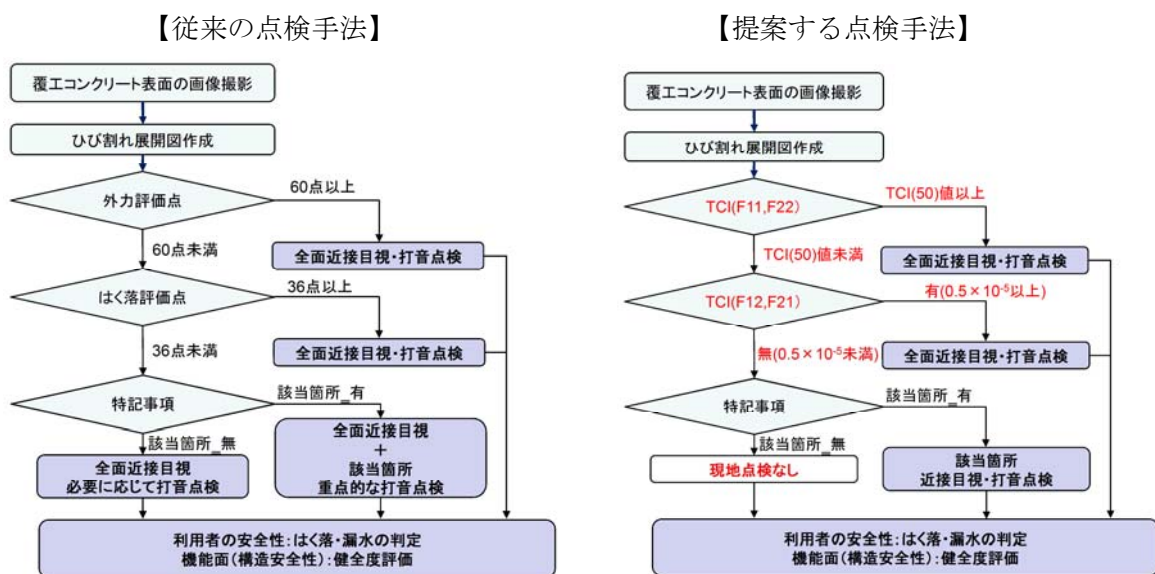 【従来の点検手法】
覆工コンクリート表面の画像撮影
ひび割れ展開図作成
外力評価点
60点以上
全面近接目視・打音点検
60点未満
はく落評価点
36点以上
全面近接目視・打音点検
36点未満
特記事項
該当箇所_有
該当箇所_無
全面近接目視
必要に応じて打音点検
全面近接目視
+
該当箇所
重点的な打音点検
利用者の安全性:はく落・漏水の判定
機能面(構造安全性):健全度評価
【提案する点検手法】
覆工コンクリート表面の画像撮影
ひび割れ展開図作成
TCI(F11,F22)
TCI(50)値以上
全面近接目視・打音点検
TCI(50)値未満
TCI(F12,F21)
有(0.5×10⁻⁵以上)
全面近接目視・打音点検
無(0.5×10⁻⁵未満)
特記事項
該当箇所_有
該当箇所_無
現地点検なし
該当箇所
近接目視・打音点検
利用者の安全性:はく落・漏水の判定
機能面(構造安全性):健全度評価